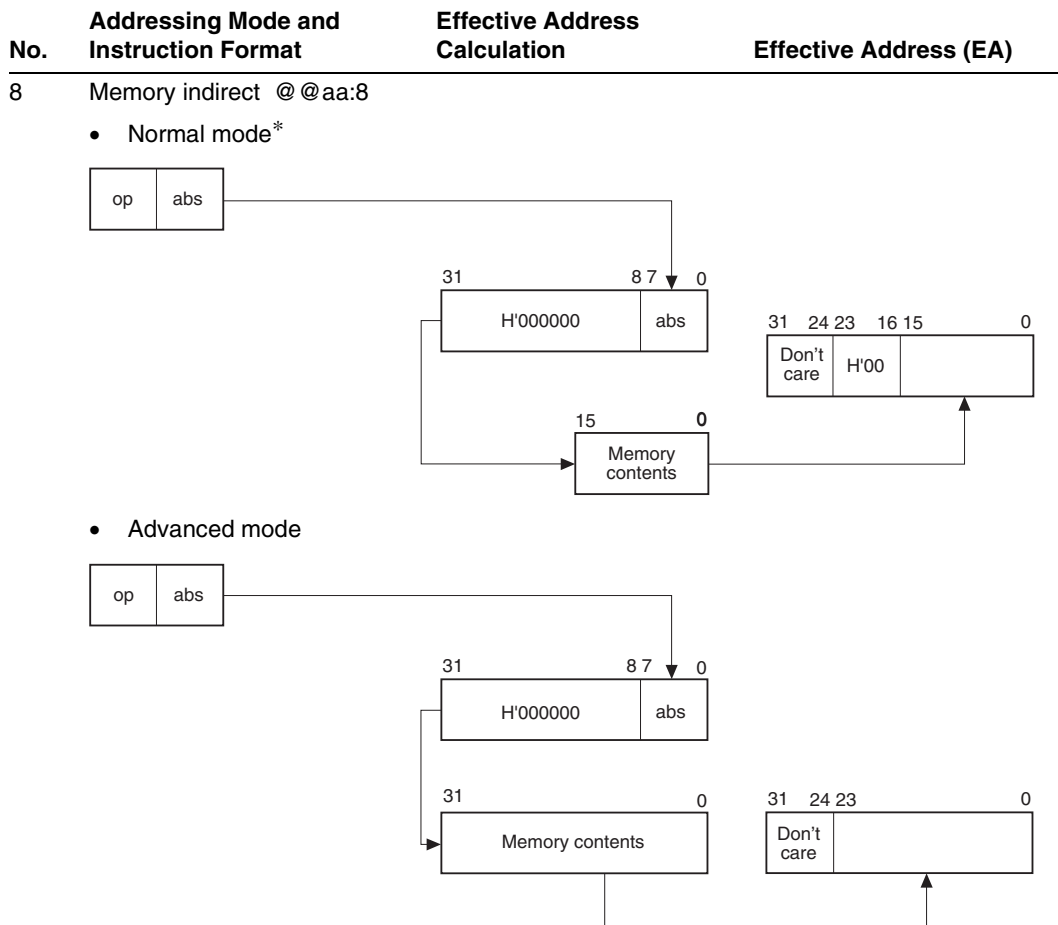 No. Addressing Mode and Instruction Format Effective Address Calculation Effective Address (EA)
8 Memory indirect @@aa:8
• Normal mode*
op abs
31 8 7 0
H'000000 abs
31 24 23 16 15 0
Don't care H'00
15 0
Memory contents
• Advanced mode
op abs
31 8 7 0
H'000000 abs
31 0
Memory contents
31 24 23 0
Don't care